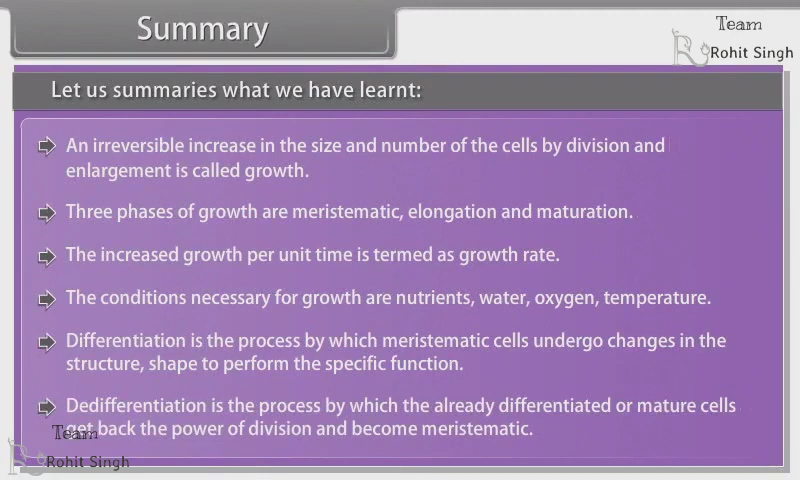 Summary
Team
Rohit Singh
Let us summaries what we have learnt:
An irreversible increase in the size and number of the cells by division and
enlargement is called growth.
Three phases of growth are meristematic, elongation and maturation.
The increased growth per unit time is termed as growth rate.
The conditions necessary for growth are nutrients, water, oxygen, temperature.
Differentiation is the process by which meristematic cells undergo changes in the
structure, shape to perform the specific function.
Dedifferentiation is the process by which the already differentiated or mature cells
get back the power of division and become meristematic.
Team
Rohit Singh